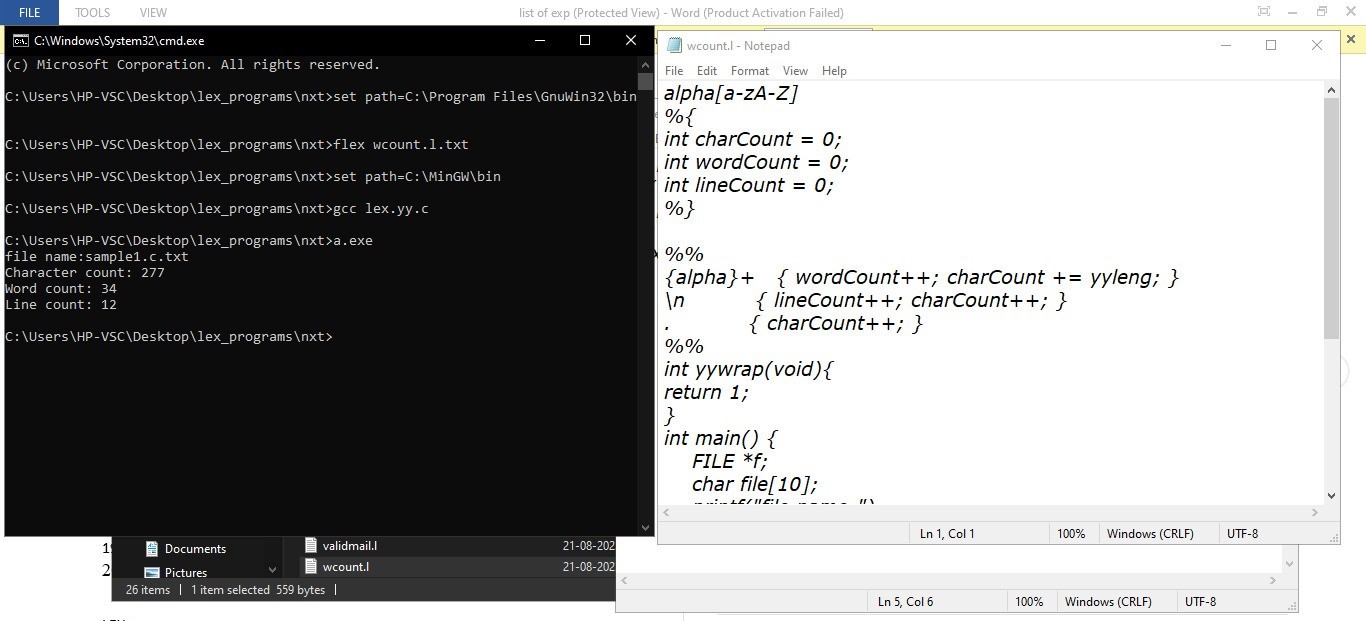 FILE TOOLS VIEW list of exp (Protected View) - Word (Product Activation Failed)
C:\Windows\System32\cmd.exe
(c) Microsoft Corporation. All rights reserved.
C:\Users\HP-VSC\Desktop\lex_programs\nxt>set path=C:\Program Files\GnuWin32\bin
C:\Users\HP-VSC\Desktop\lex_programs\nxt>flex wcount.l.txt
C:\Users\HP-VSC\Desktop\lex_programs\nxt>set path=C:\MinGW\bin
C:\Users\HP-VSC\Desktop\lex_programs\nxt>gcc lex.yy.c
C:\Users\HP-VSC\Desktop\lex_programs\nxt>a.exe
file name:sample1.c.txt
Character count: 277
Word count: 34
Line count: 12
C:\Users\HP-VSC\Desktop\lex_programs\nxt>
wcount.l - Notepad
File Edit Format View Help
alpha[a-zA-Z]
%{
int charCount = 0;
int wordCount = 0;
int lineCount = 0;
%}
%%
{alpha}+ { wordCount++; charCount += yyleng; }
\n { lineCount++; charCount++; }
. { charCount++; }
%%
int yywrap(void){
return 1;
}
int main() {
FILE *f;
char file[10];
Ln 1, Col 1 100% Windows (CRLF) UTF-8
Documents validmail.l 21-08-202
Pictures wcount.l 21-08-202
26 items 1 item selected 559 bytes
Ln 5, Col 6 100% Windows (CRLF) UTF-8